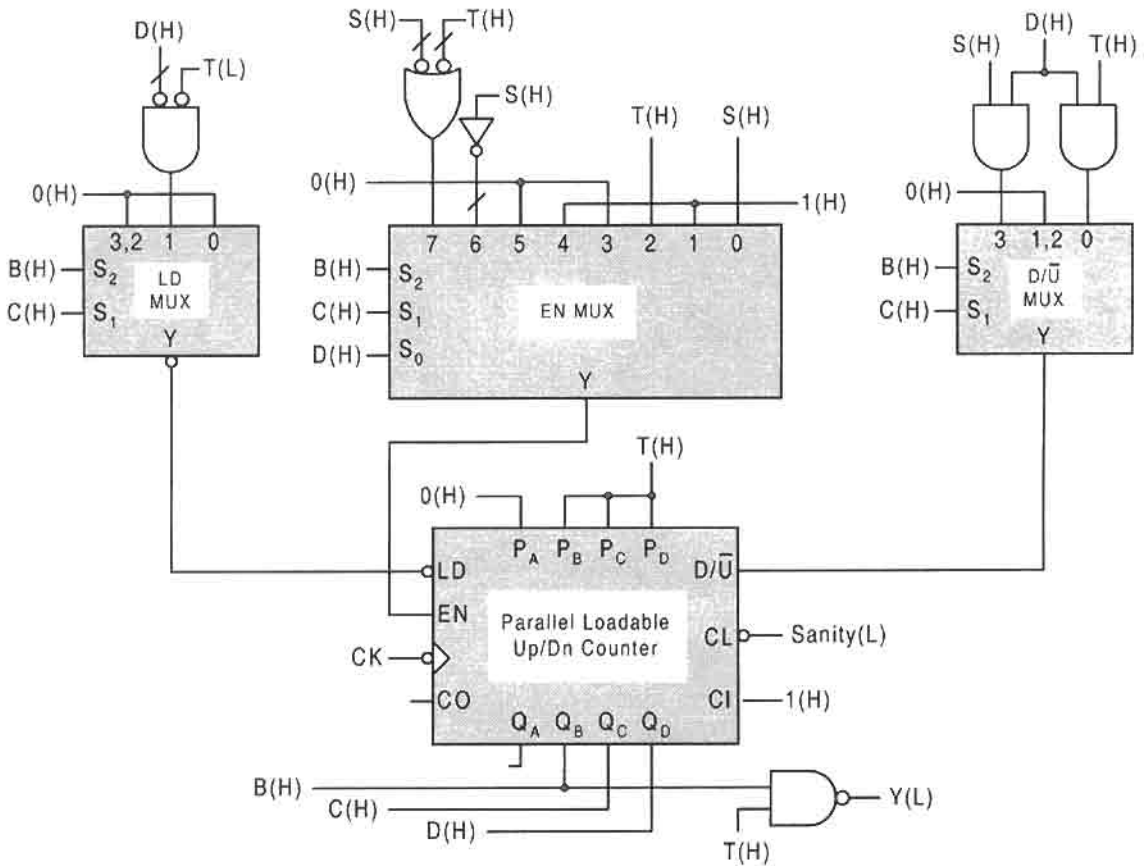 S(H)
T(H)
D(H)
T(L)
S(H)
D(H)
S(H)
T(H)
T(H)
S(H)
0(H)
0(H)
1(H)
0(H)
3,2 1 0
7 6 5 4 3 2 1 0
3 1,2 0
B(H) S2
LD
MUX
C(H) S1
Y
B(H) S2
C(H) S1
EN MUX
D(H) S0
Y
B(H) S2
D/U̅
MUX
C(H) S1
Y
T(H)
0(H)
PA PB PC PD
LD
D/U̅
EN
Parallel Loadable
Up/Dn Counter
CL Sanity(L)
CK
CO
CI 1(H)
QA QB QC QD
B(H)
C(H)
D(H)
Y(L)
T(H)